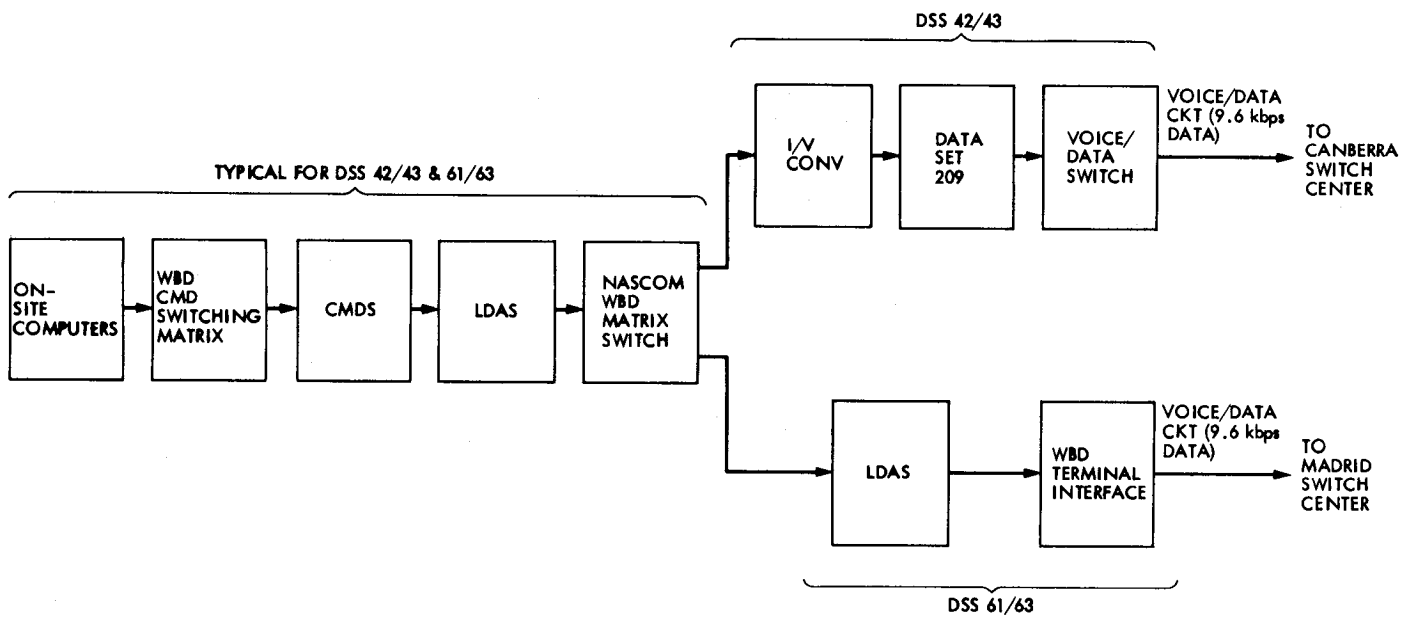 DSS 42/43
TYPICAL FOR DSS 42/43 & 61/63
ON-
SITE
COMPUTERS
WBD
CMD
SWITCHING
MATRIX
CMDS
LDAS
NASCOM
WBD
MATRIX
SWITCH
I/V
CONV
DATA
SET
209
VOICE/
DATA
SWITCH
VOICE/DATA
CKT (9.6 kbps
DATA)
TO
CANBERRA
SWITCH
CENTER
LDAS
WBD
TERMINAL
INTERFACE
VOICE/DATA
CKT (9.6 kbps
DATA)
TO
MADRID
SWITCH
CENTER
DSS 61/63